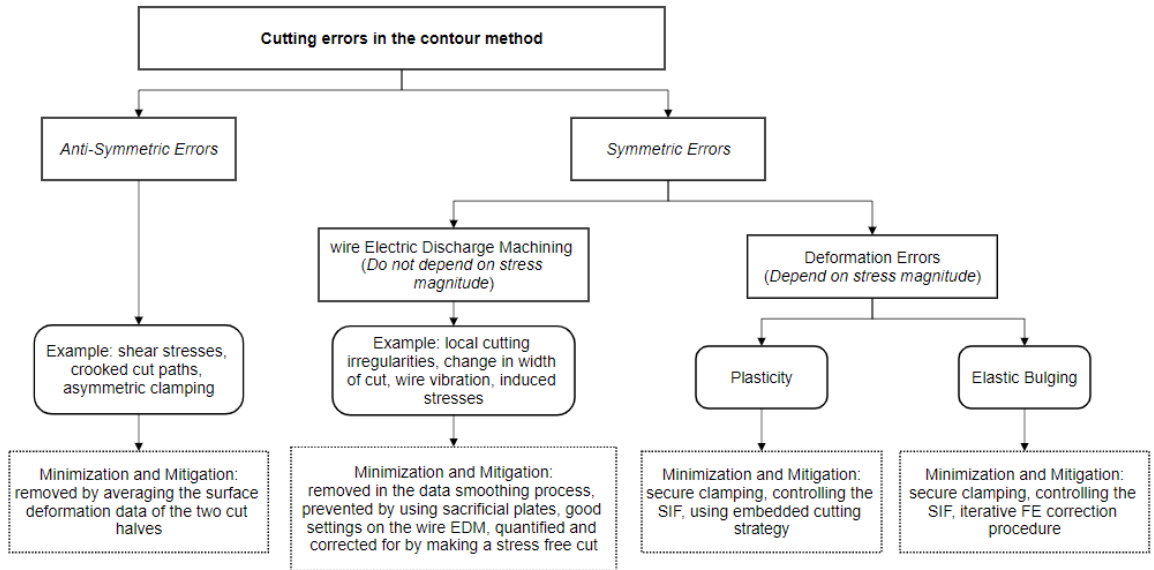 Cutting errors in the contour method
Anti-Symmetric Errors
Symmetric Errors
wire Electric Discharge Machining
(Do not depend on stress
magnitude)
Deformation Errors
(Depend on stress magnitude)
Example: shear stresses,
crooked cut paths,
asymmetric clamping
Example: local cutting
irregularities, change in width
of cut, wire vibration, induced
stresses
Plasticity
Elastic Bulging
Minimization and Mitigation:
removed by averaging the surface
deformation data of the two cut
halves
Minimization and Mitigation:
removed in the data smoothing process,
prevented by using sacrificial plates, good
settings on the wire EDM, quantified and
corrected for by making a stress free cut
Minimization and Mitigation:
secure clamping, controlling the
SIF, using embedded cutting
strategy
Minimization and Mitigation:
secure clamping, controlling the
SIF, iterative FE correction
procedure